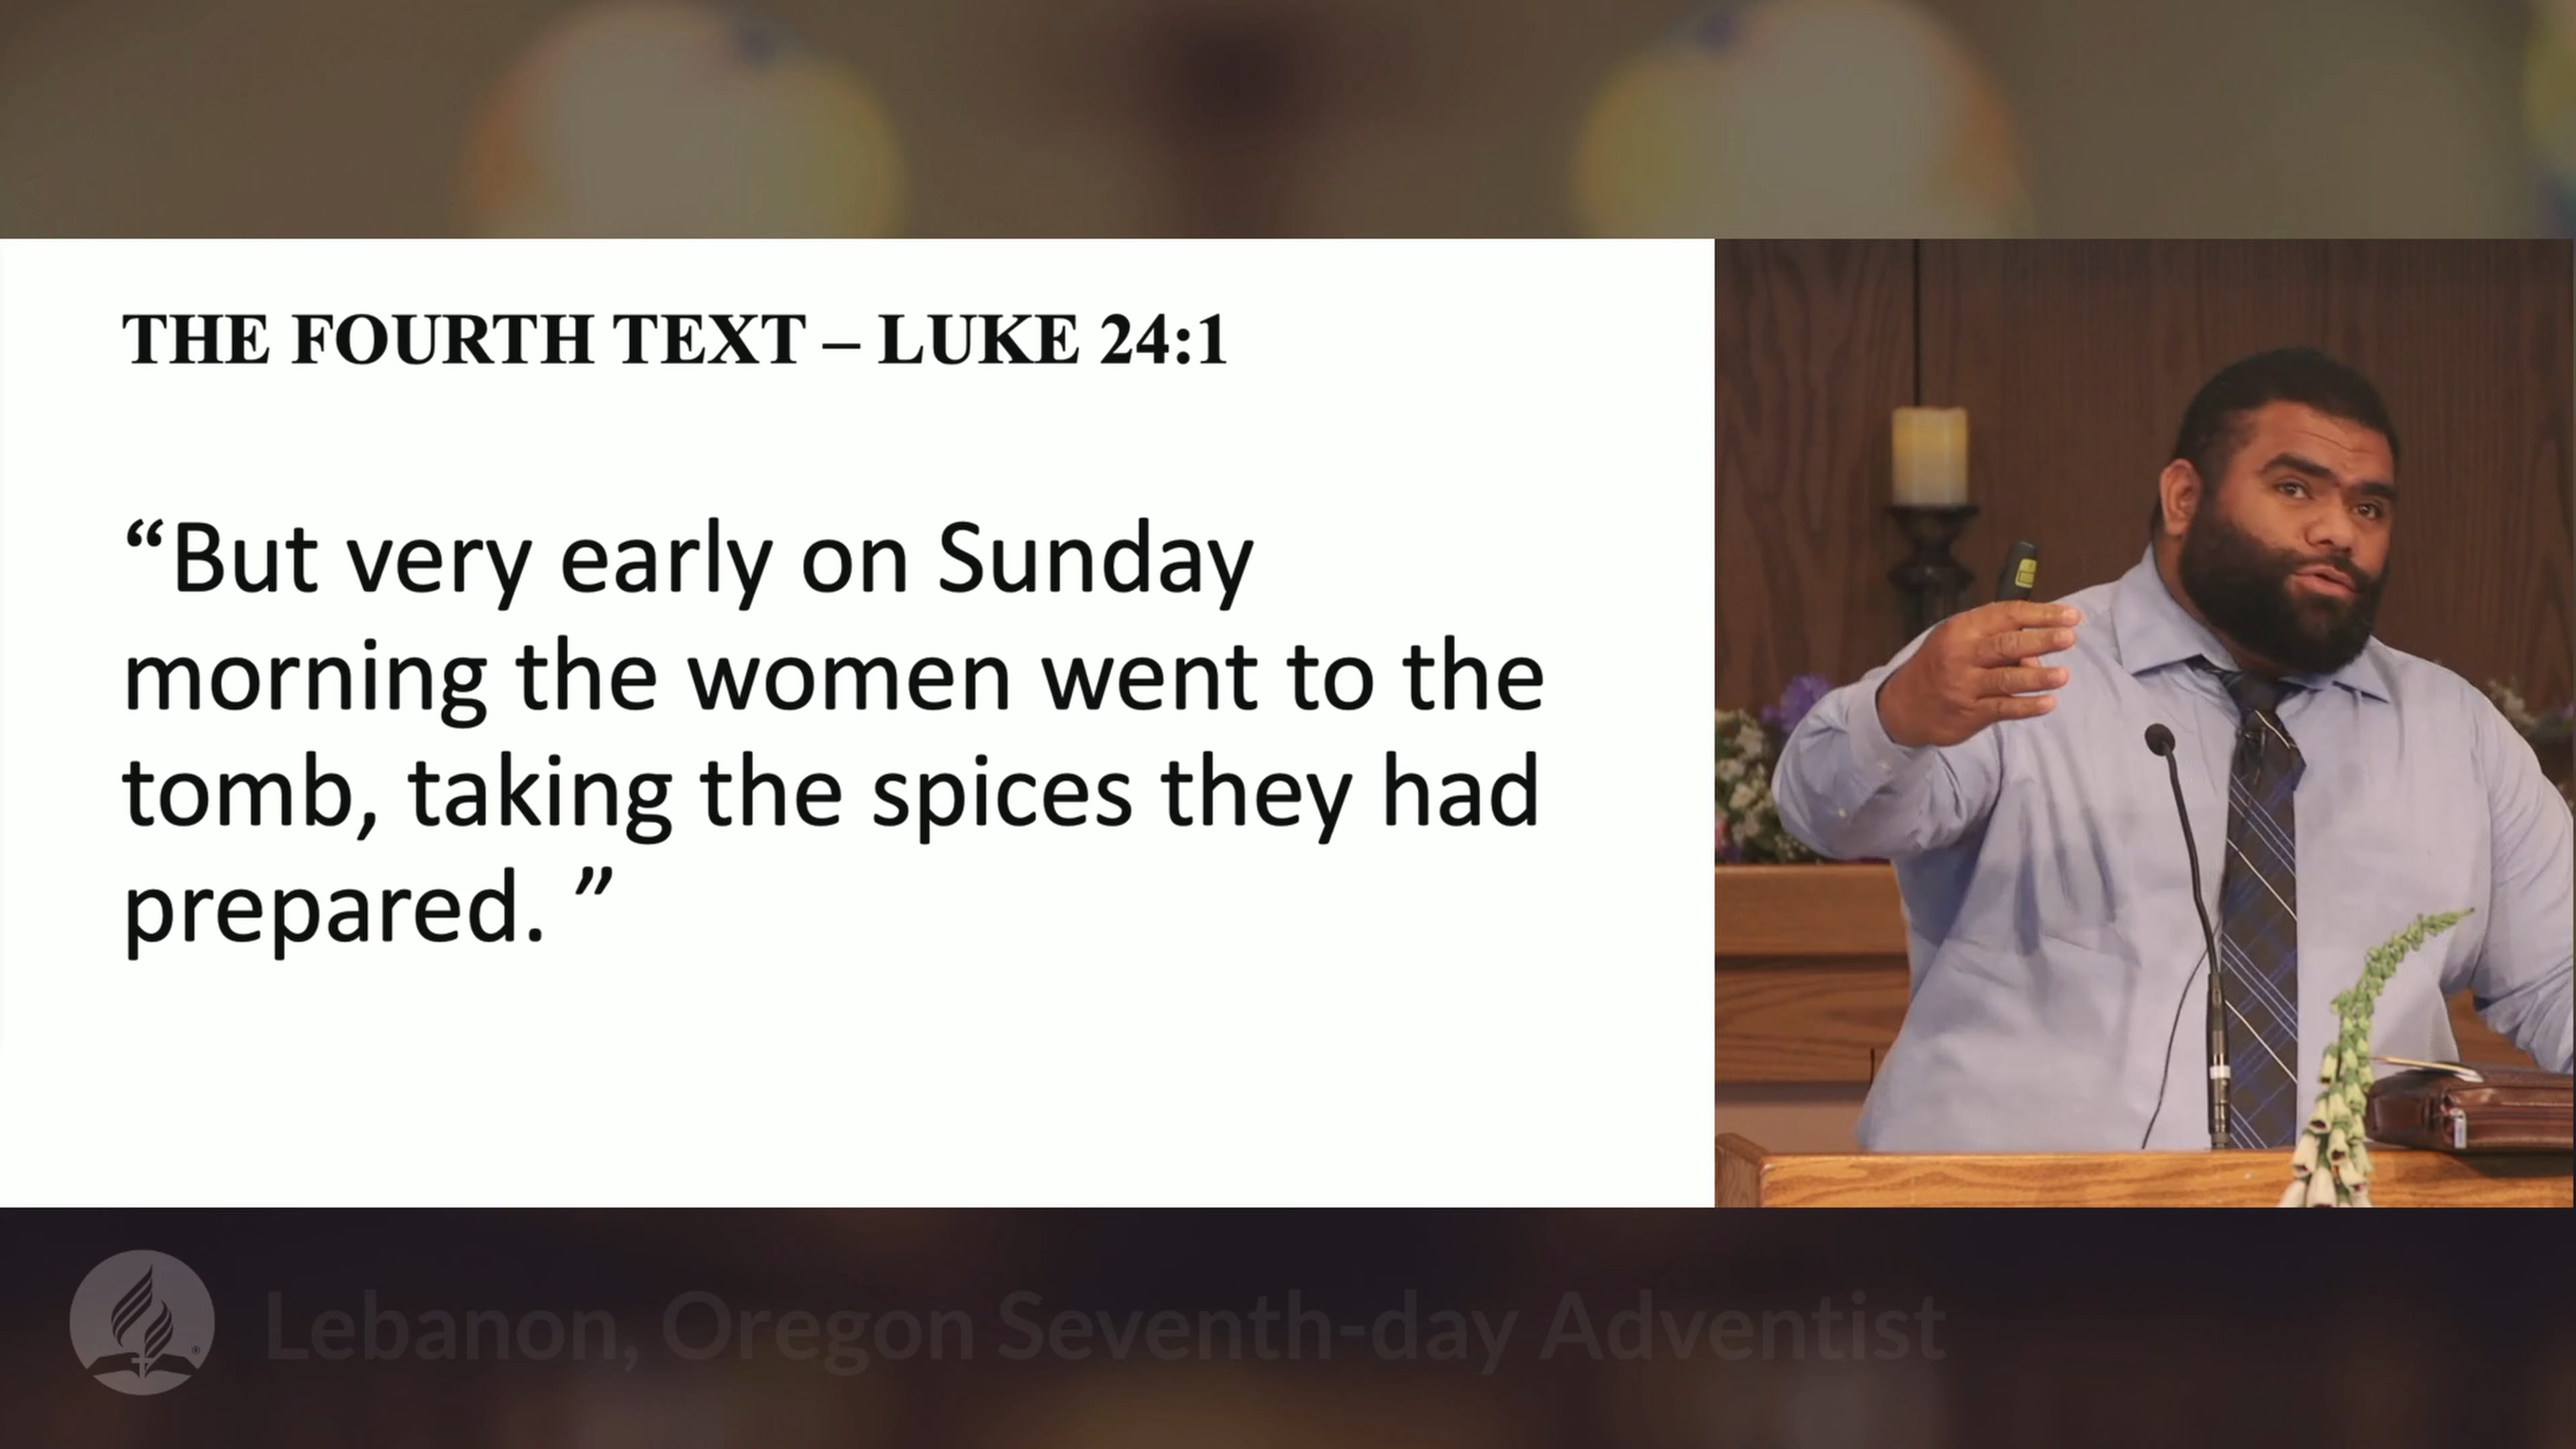 THE FOURTH TEXT – LUKE 24:1
“But very early on Sunday
morning the women went to the
tomb, taking the spices they had
prepared. ”
Lebanon, Oregon Seventh-day Adventist
®